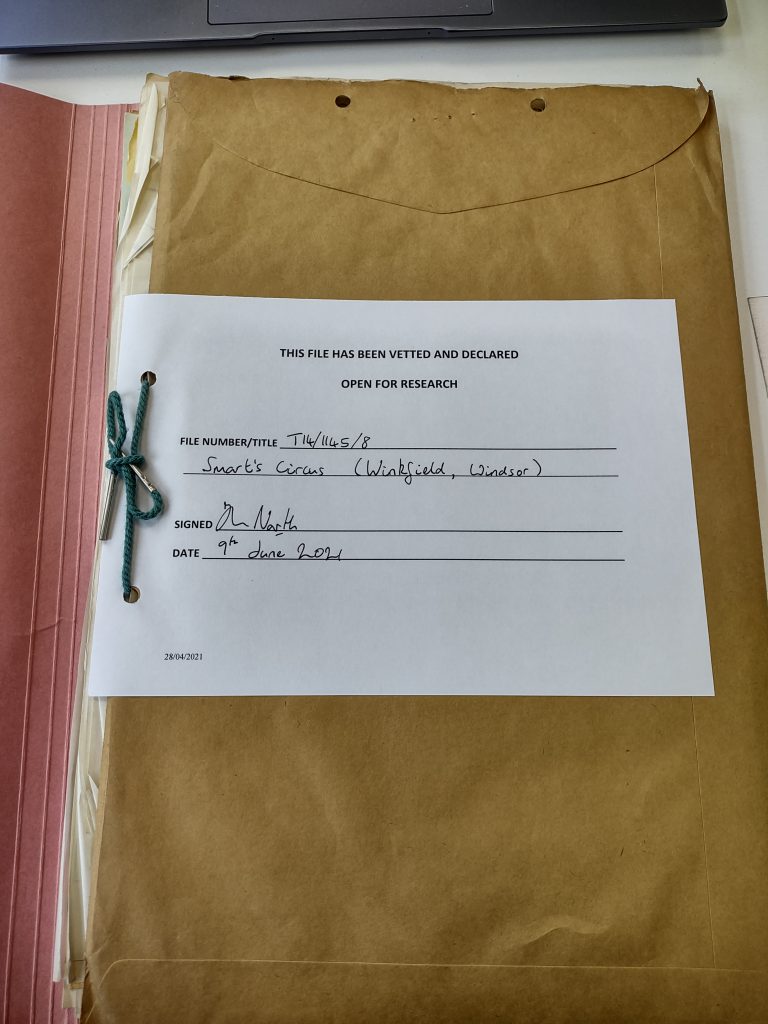 THIS FILE HAS BEEN VETTED AND DECLARED
OPEN FOR RESEARCH
FILE NUMBER/TITLE T14/1145/8
Smart's Circus (Winkfield, Windsor)
SIGNED North
DATE 9th June 2021
28/04/2021